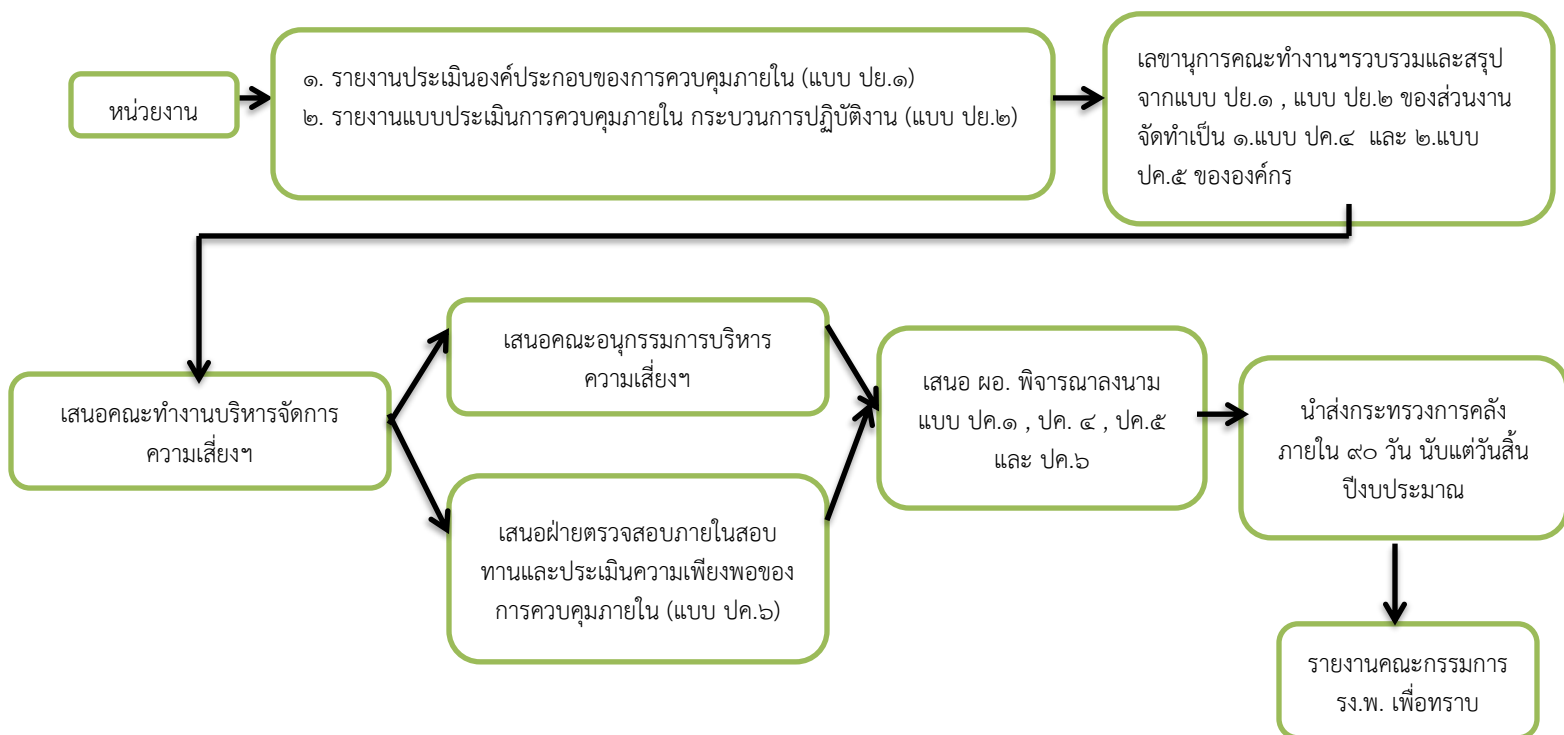 หน่วยงาน
๑. รายงานประเมินองค์ประกอบของการควบคุมภายใน (แบบ ปย.๑)
๒. รายงานแบบประเมินการควบคุมภายใน กระบวนการปฏิบัติงาน (แบบ ปย.๒)
เลขานุการคณะทำงานฯรวบรวมและสรุป
จากแบบ ปย.๑ , แบบ ปย.๒ ของส่วนงาน
จัดทำเป็น ๑.แบบ ปค.๔ และ ๒.แบบ
ปค.๕ ขององค์กร
เสนอคณะทำงานบริหารจัดการ
ความเสี่ยงฯ
เสนอคณะอนุกรรมการบริหาร
ความเสี่ยงฯ
เสนอฝ่ายตรวจสอบภายในสอบ
ทานและประเมินความเพียงพอของ
การควบคุมภายใน (แบบ ปค.๖)
เสนอ ผอ. พิจารณาลงนาม
แบบ ปค.๑ , ปค. ๔ , ปค.๕
และ ปค.๖
นำส่งกระทรวงการคลัง
ภายใน ๙๐ วัน นับแต่วันสิ้น
ปีงบประมาณ
รายงานคณะกรรมการ
รง.พ. เพื่อทราบ